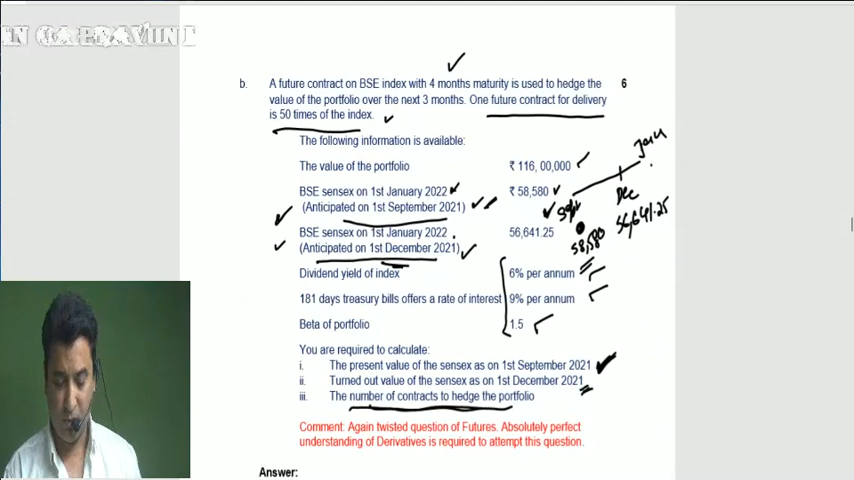 b. A future contract on BSE index with 4 months maturity is used to hedge the 6
value of the portfolio over the next 3 months. One future contract for delivery
is 50 times of the index.
The following information is available:
The value of the portfolio ₹ 116, 00,000
BSE sensex on 1st January 2022 ₹ 58,580
(Anticipated on 1st September 2021)
BSE sensex on 1st January 2022 56,641.25
(Anticipated on 1st December 2021)
Dividend yield of index 6% per annum
181 days treasury bills offers a rate of interest 9% per annum
Beta of portfolio 1.5
Jan
Dec
56,641.25
Sept
58,580
You are required to calculate:
i. The present value of the sensex as on 1st September 2021
ii. Turned out value of the sensex as on 1st December 2021
iii. The number of contracts to hedge the portfolio
Comment: Again twisted question of Futures. Absolutely perfect
understanding of Derivatives is required to attempt this question.
Answer: